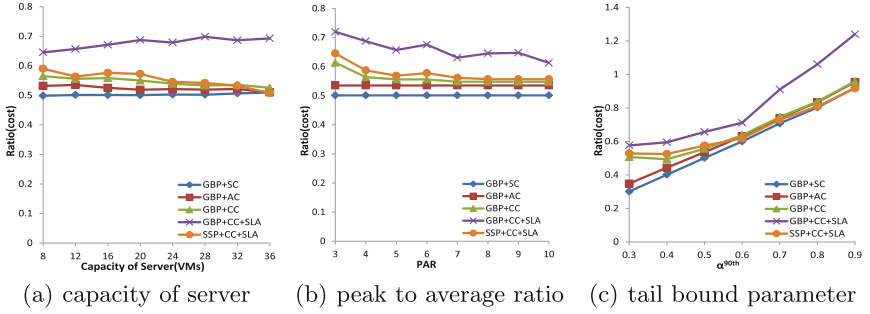 0.8
0.7
0.6
0.5
0.4
0.3
0.2
0.1
0
Ratio(cost)
GBP+SC
GBP+AC
GBP+CC
GBP+CC+SLA
SSP+CC+SLA
8 12 16 20 24 28 32 36
Capacity of Server(VMs)
(a) capacity of server
0.8
0.7
0.6
0.5
0.4
0.3
0.2
0.1
0
Ratio(cost)
GBP+SC
GBP+AC
GBP+CC
GBP+CC+SLA
SSP+CC+SLA
3 4 5 6 7 8 9 10
PAR
(b) peak to average ratio
1.4
1.2
1
0.8
0.6
0.4
0.2
0
Ratio(cost)
GBP+SC
GBP+AC
GBP+CC
GBP+CC+SLA
SSP+CC+SLA
0.3 0.4 0.5 0.6 0.7 0.8 0.9
α90th
(c) tail bound parameter